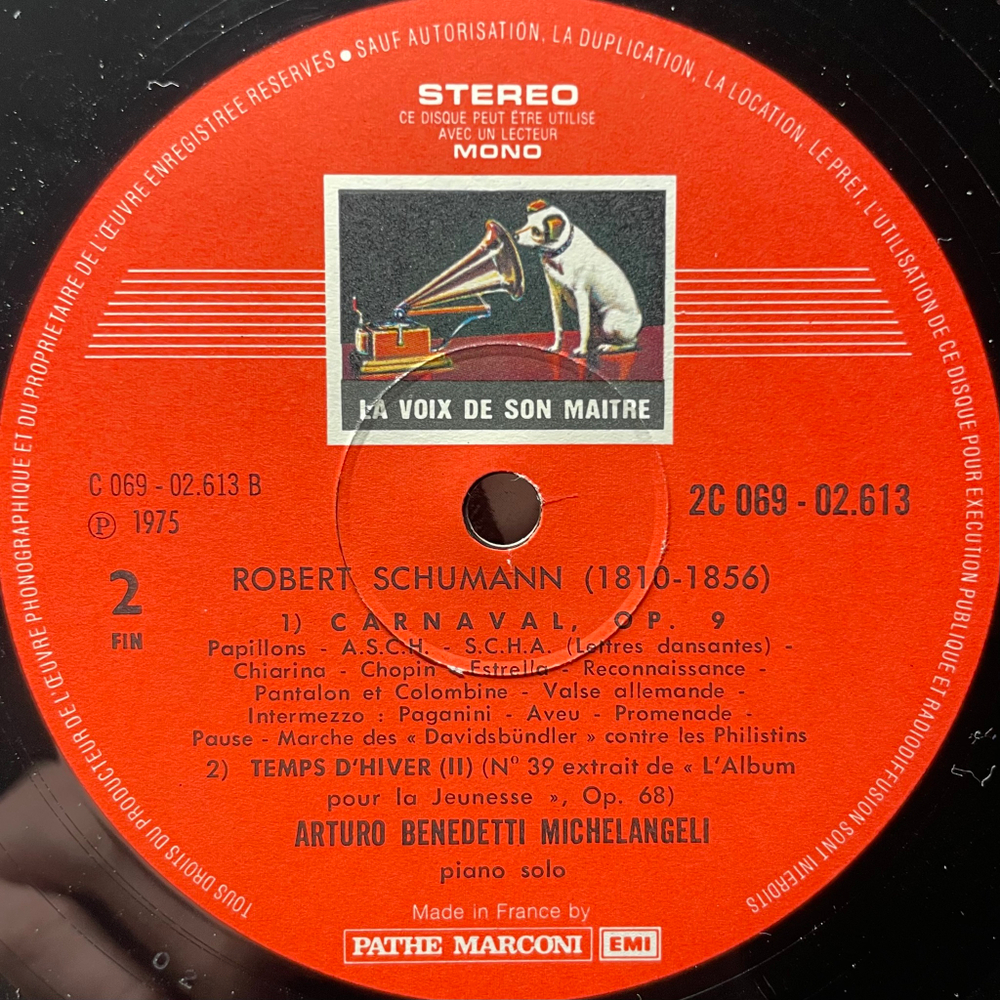 TOUS DROITS DU PRODUCTEUR DE L'ŒUVRE PHONOGRAPHIQUE ET DU PROPRIETAIRE DE L'ŒUVRE ENREGISTREE RESERVES • SAUF AUTORISATION, LA DUPLICATION, LA LOCATION, LE PRET, L'UTILISATION DE CE DISQUE POUR EXECUTION PUBLIQUE ET RADIODIFFUSION SONT INTERDITS
STEREO
CE DISQUE PEUT ÊTRE UTILISÉ
AVEC UN LECTEUR
MONO
LA VOIX DE SON MAITRE
C 069 - 02.613 B
℗ 1975
2C 069 - 02.613
2
FIN
ROBERT SCHUMANN (1810-1856)
1) CARNAVAL, OP. 9
Papillons - A.S.C.H. - S.C.H.A. (Lettres dansantes) -
Chiarina - Chopin - Estrella - Reconnaissance -
Pantalon et Colombine - Valse allemande -
Intermezzo : Paganini - Aveu - Promenade -
Pause - Marche des « Davidsbündler » contre les Philistins
2) TEMPS D'HIVER (II) (N° 39 extrait de « L'Album
pour la Jeunesse », Op. 68)
ARTURO BENEDETTI MICHELANGELI
piano solo
Made in France by
PATHE MARCONI EMI
02